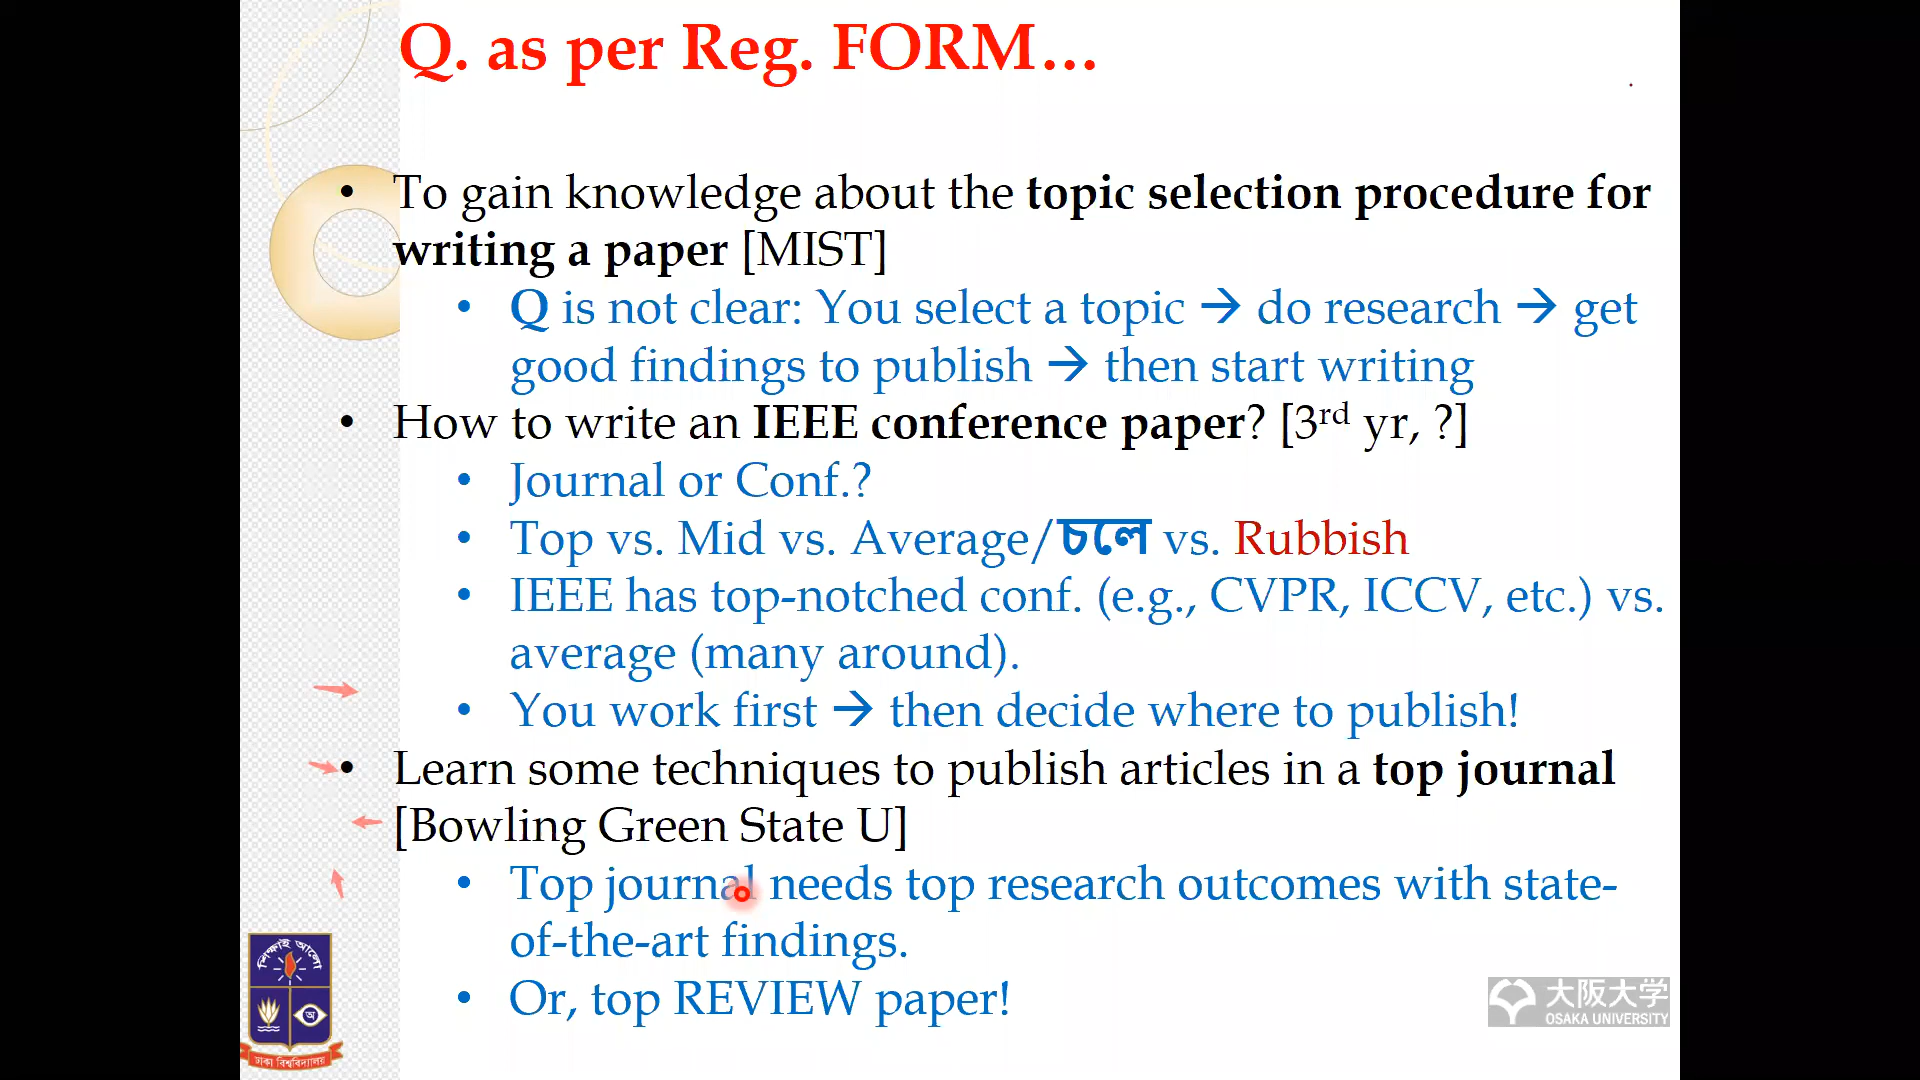 Q. as per Reg. FORM...
• To gain knowledge about the topic selection procedure for
writing a paper [MIST]
• Q is not clear: You select a topic → do research → get
good findings to publish → then start writing
• How to write an IEEE conference paper? [3rd yr, ?]
• Journal or Conf.?
• Top vs. Mid vs. Average/চলে vs. Rubbish
• IEEE has top-notched conf. (e.g., CVPR, ICCV, etc.) vs.
average (many around).
• You work first → then decide where to publish!
• Learn some techniques to publish articles in a top journal
[Bowling Green State U]
• Top journal needs top research outcomes with state-
of-the-art findings.
• Or, top REVIEW paper!
শিক্ষাই আলো
অ
ঢাকা বিশ্ববিদ্যালয়
大阪大学
OSAKA UNIVERSITY